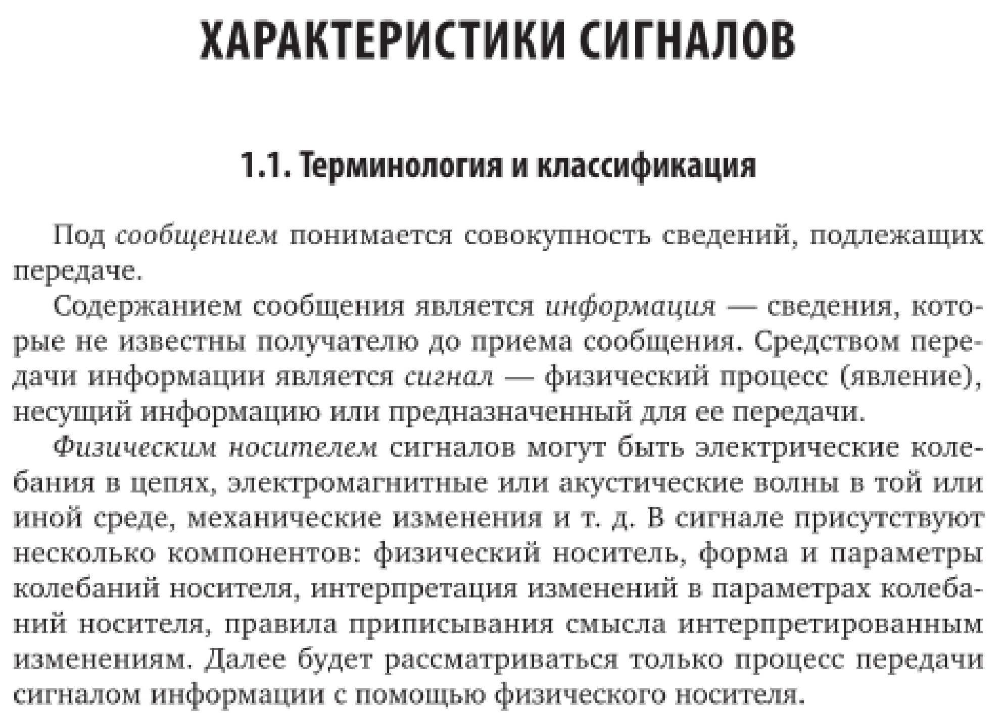 ХАРАКТЕРИСТИКИ СИГНАЛОВ
1.1. Терминология и классификация
Под сообщением понимается совокупность сведений, подлежащих
передаче.
Содержанием сообщения является информация — сведения, кото-
рые не известны получателю до приема сообщения. Средством пере-
дачи информации является сигнал — физический процесс (явление),
несущий информацию или предназначенный для ее передачи.
Физическим носителем сигналов могут быть электрические коле-
бания в цепях, электромагнитные или акустические волны в той или
иной среде, механические изменения и т. д. В сигнале присутствуют
несколько компонентов: физический носитель, форма и параметры
колебаний носителя, интерпретация изменений в параметрах колеба-
ний носителя, правила приписывания смысла интерпретированным
изменениям. Далее будет рассматриваться только процесс передачи
сигналом информации с помощью физического носителя.